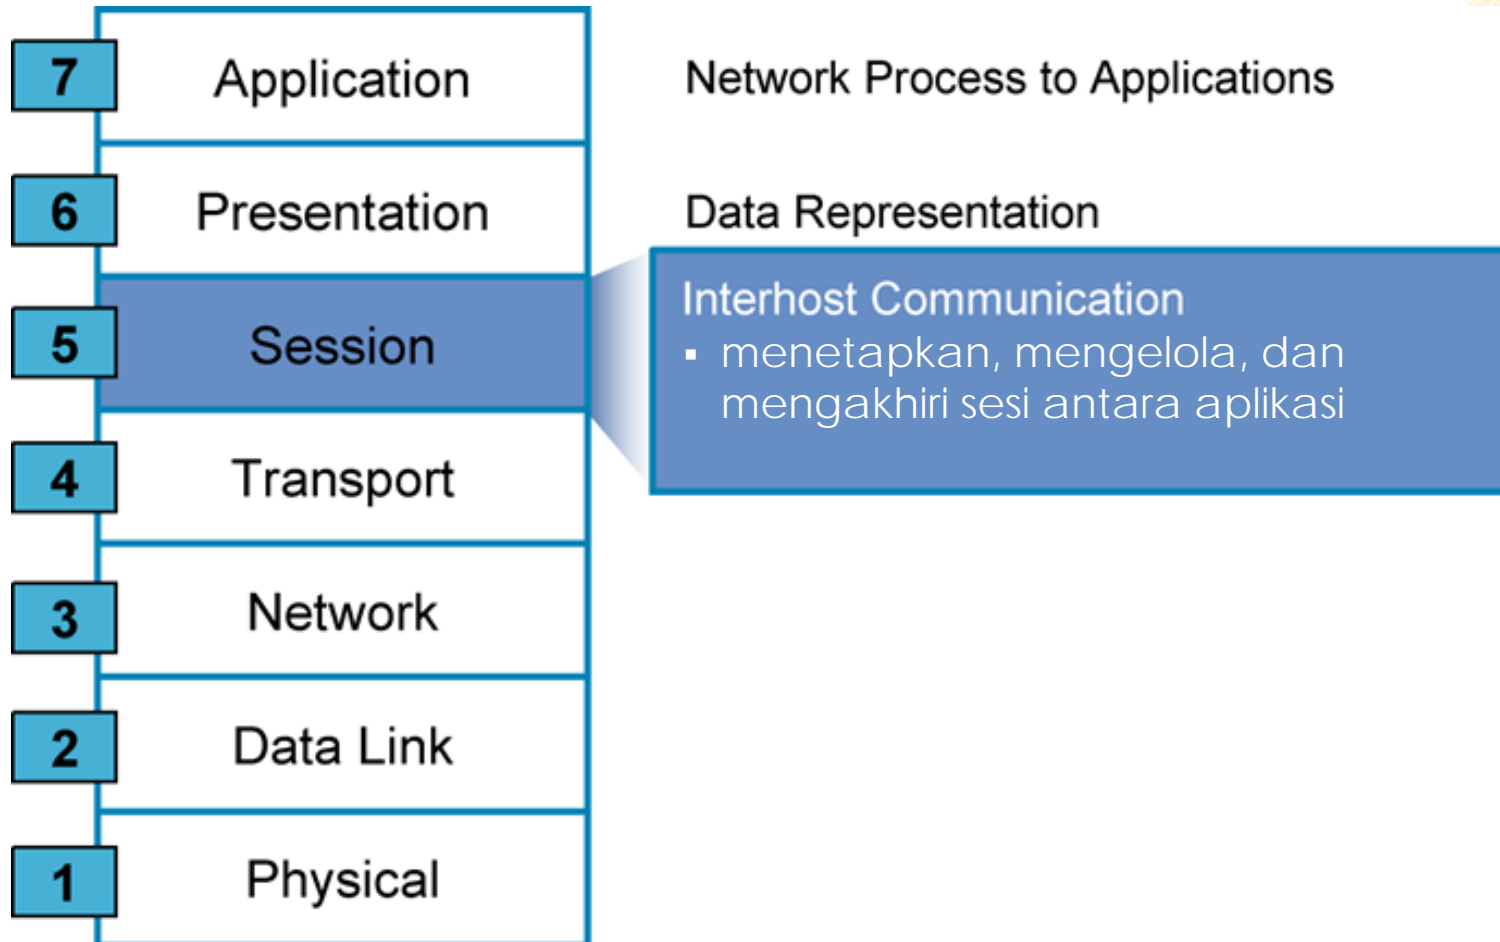 7 Application Network Process to Applications
6 Presentation Data Representation
5 Session Interhost Communication
▪ menetapkan, mengelola, dan
mengakhiri sesi antara aplikasi
4 Transport
3 Network
2 Data Link
1 Physical